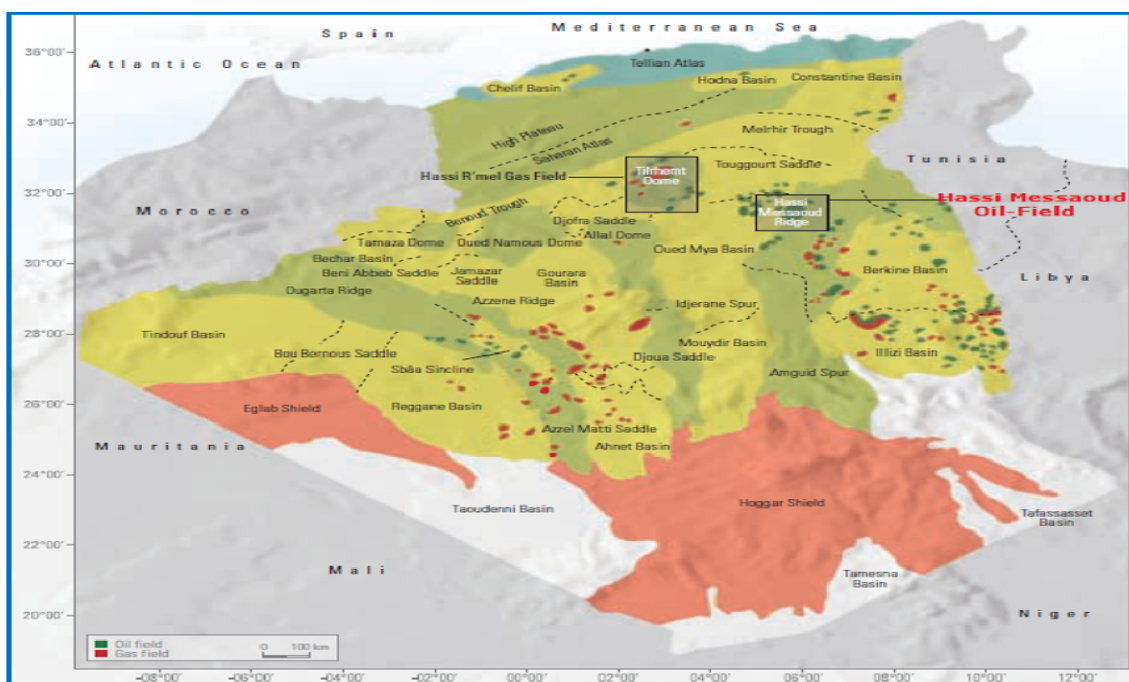 Spain
Mediterranean Sea
36°00'
Atlantic Ocean
Tellian Atlas
Hodna Basin
Constantine Basin
Chelif Basin
34°00'
High Plateau
Melrhir Trough
Saharan Atlas
Tunisia
Touggourt Saddle
Hassi R'mel Gas Field
Tilrhemt
Dome
32°00'
Hassi Messaoud
Oil-Field
Hassi
Messaoud
Ridge
Morocco
Benoud Trough
Djofra Saddle
Allal Dome
Tamaza Dome
Oued Namous Dome
Oued Mya Basin
Bechar Basin
30°00'
Beni Abbeb Saddle
Jamazar
Saddle
Gourara
Basin
Berkine Basin
Libya
Ougarta Ridge
Azzene Ridge
Idjerane Spur
28°00'
Tindouf Basin
Mouydir Basin
Bou Bernous Saddle
Djoua Saddle
Illizi Basin
Sbâa Sincline
Amguid Spur
26°00'
Egllab Shield
Reggane Basin
Azzel Matti Saddle
Mauritania
Ahnet Basin
24°00'
Taoudenni Basin
Hoggar Shield
Tafassasset
Basin
22°00'
Mali
Tamesna
Basin
20°00'
Niger
Oil field
Gas field
0 100 km
-08°00'
-06°00'
-04°00'
-02°00'
00°00'
02°00'
04°00'
06°00'
08°00'
10°00'
12°00'